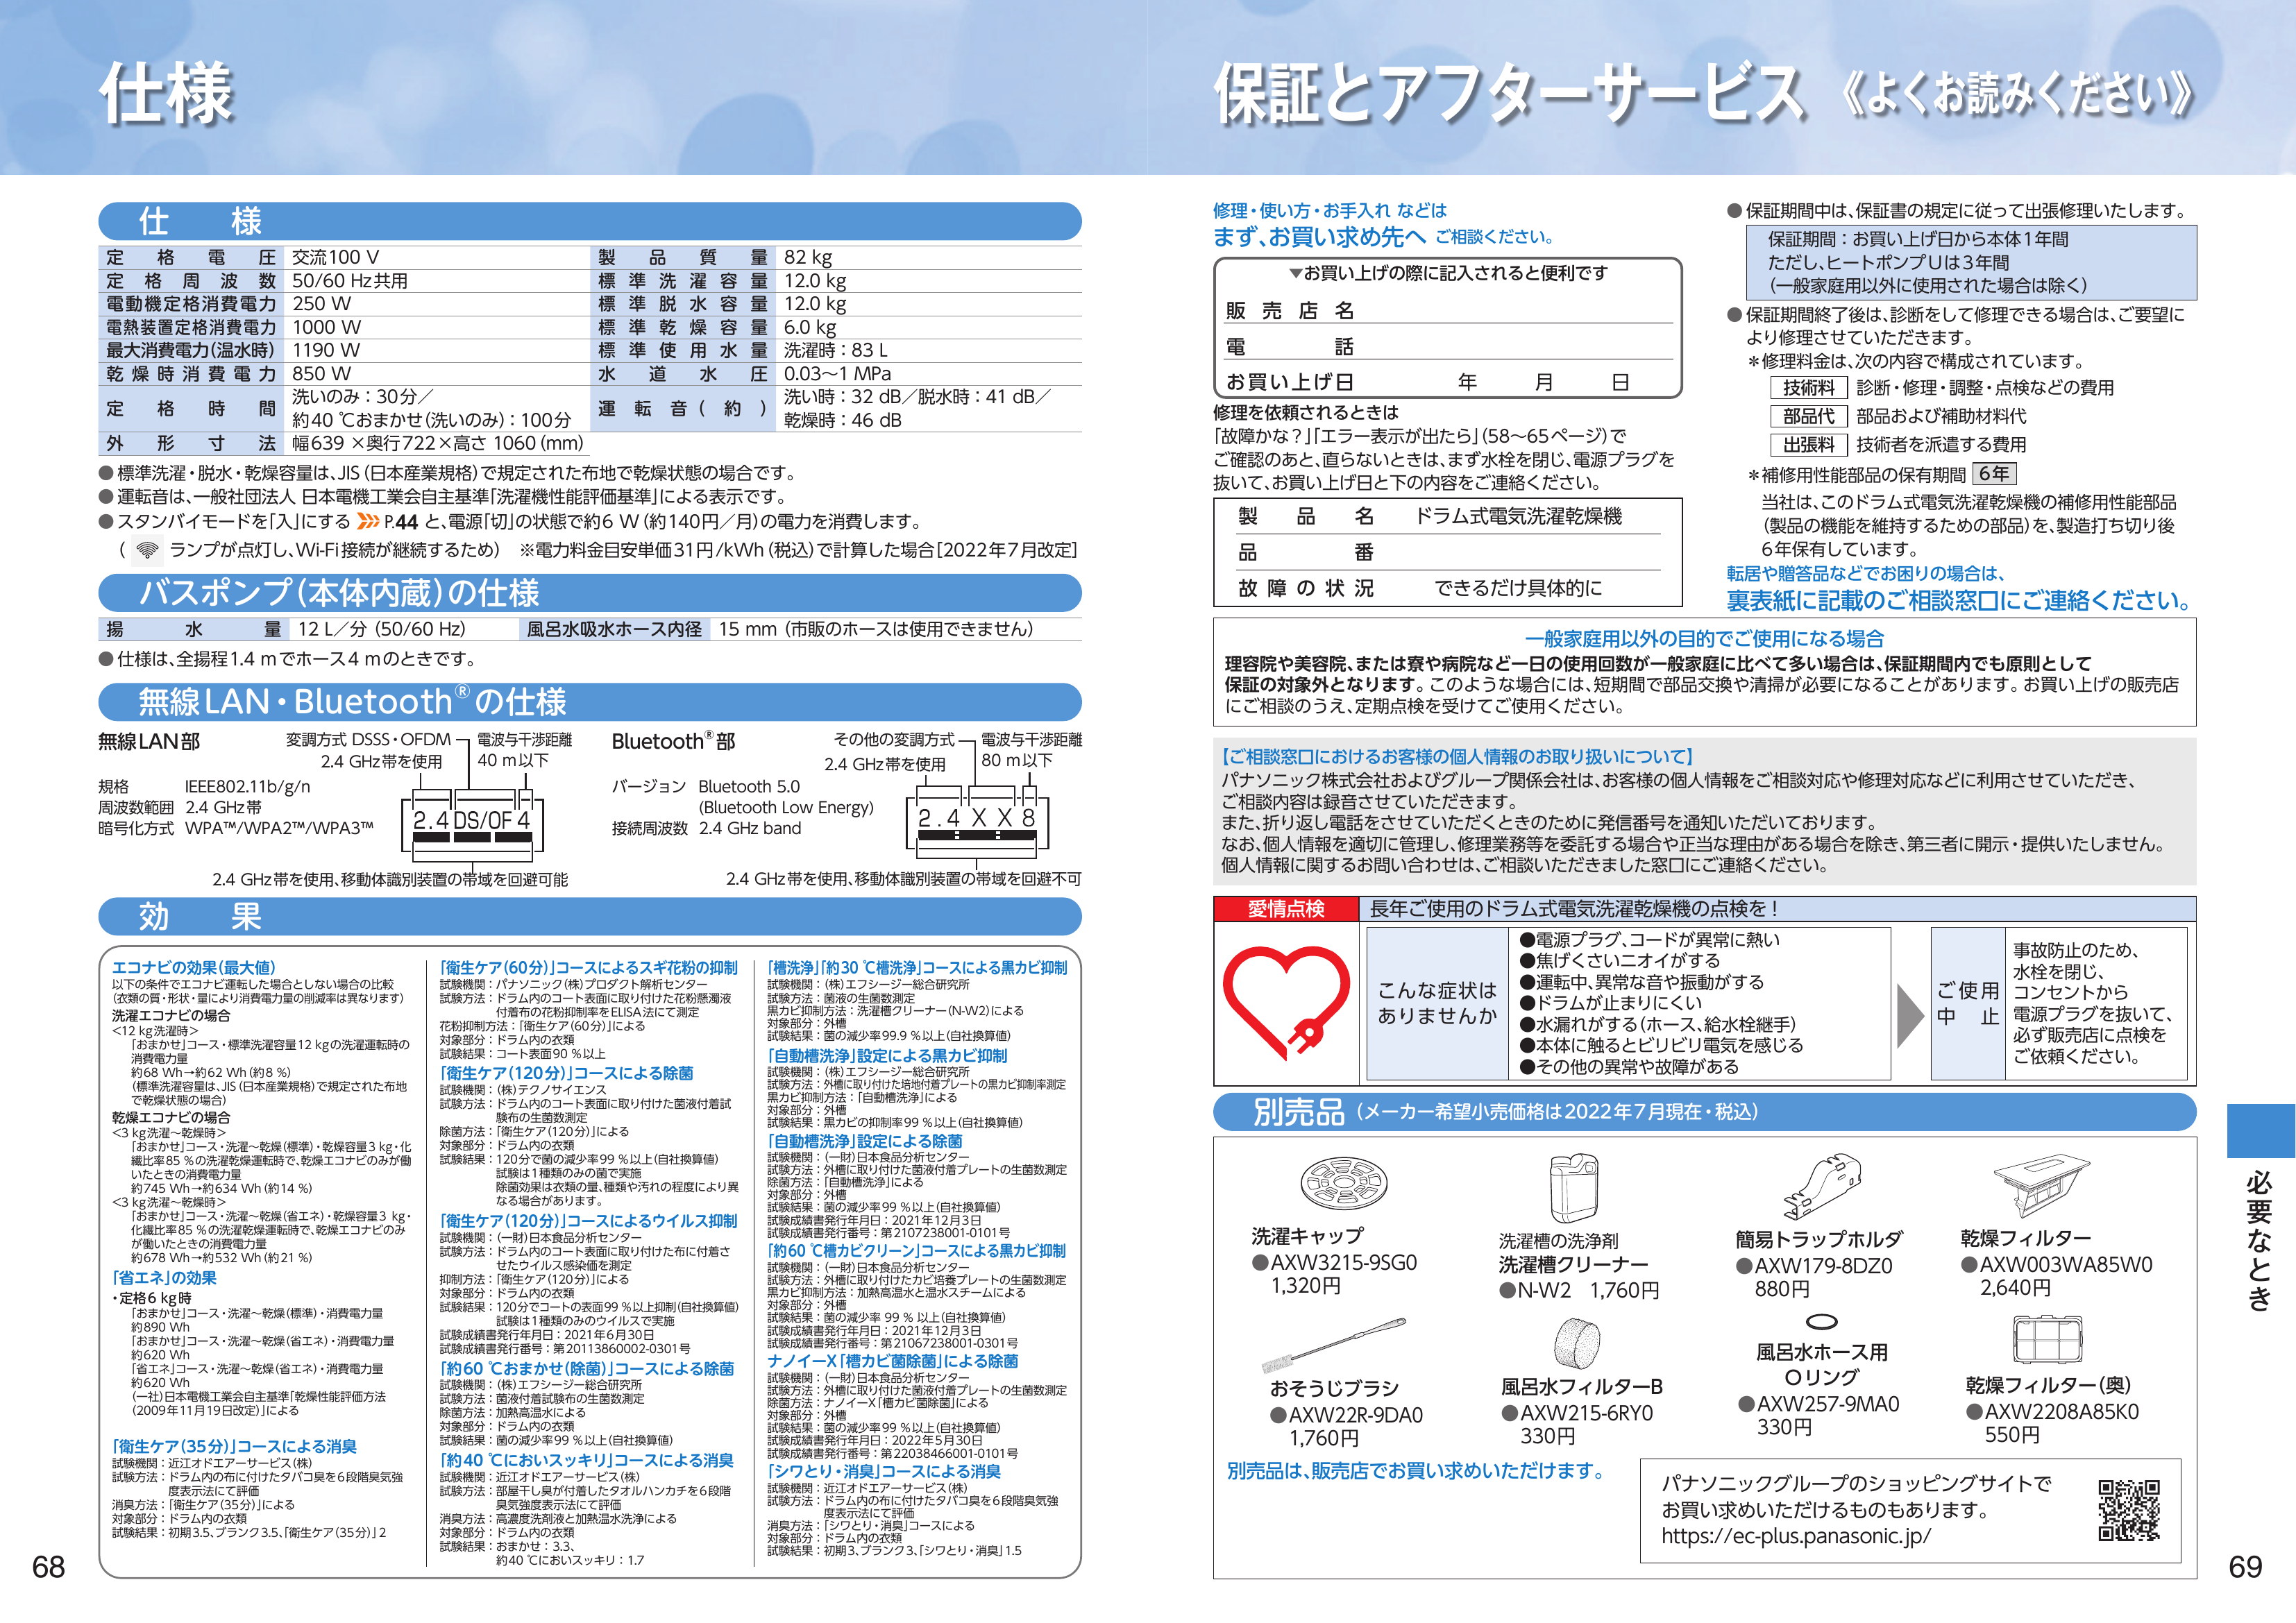 仕様
仕 様
定格電圧 交流100 V
定格周波数 50/60 Hz共用
電動機定格消費電力 250 W
電熱装置定格消費電力 1000 W
最大消費電力(温水時) 1190 W
乾燥時消費電力 850 W
定格時間 洗いのみ：30分／
約40 ℃おまかせ(洗いのみ)：100分
外形寸法 幅639 ×奥行722×高さ 1060(mm)
製品質量 82 kg
標準洗濯容量 12.0 kg
標準脱水容量 12.0 kg
標準乾燥容量 6.0 kg
標準使用水量 洗濯時：83 L
水道水圧 0.03～1 MPa
運転音(約) 洗い時：32 dB／脱水時：41 dB／
乾燥時：46 dB
●標準洗濯・脱水・乾燥容量は、JIS(日本産業規格)で規定された布地で乾燥状態の場合です。
●運転音は、一般社団法人 日本電機工業会自主基準「洗濯機性能評価基準」による表示です。
●スタンバイモードを「入」にする P.44 と、電源「切」の状態で約6 W(約140円／月)の電力を消費します。
( ランプが点灯し、Wi-Fi接続が継続するため) ※電力料金目安単価31円/kWh(税込)で計算した場合[2022年7月改定]
バスポンプ(本体内蔵)の仕様
揚水量 12 L／分 (50/60 Hz) 風呂水吸水ホース内径 15 mm (市販のホースは使用できません)
●仕様は、全揚程1.4 mでホース4 mのときです。
無線LAN・Bluetooth®の仕様
無線LAN部
変調方式 DSSS・OFDM
電波与干渉距離
2.4 GHz帯を使用
40 m以下
規格 IEEE802.11b/g/n
周波数範囲 2.4 GHz帯
暗号化方式 WPA™/WPA2™/WPA3™
2.4 DS/OF 4
2.4 GHz帯を使用、移動体識別装置の帯域を回避可能
Bluetooth®部
その他の変調方式
電波与干渉距離
2.4 GHz帯を使用
80 m以下
バージョン Bluetooth 5.0
(Bluetooth Low Energy)
接続周波数 2.4 GHz band
2.4 X X 8
2.4 GHz帯を使用、移動体識別装置の帯域を回避不可
効 果
エコナビの効果(最大値)
以下の条件でエコナビ運転した場合としない場合の比較
(衣類の質・形状・量により消費電力量の削減率は異なります)
洗濯エコナビの場合
<12 kg洗濯時>
「おまかせ」コース・標準洗濯容量12 kgの洗濯運転時の
消費電力量
約68 Wh→約62 Wh(約8 %)
(標準洗濯容量は、JIS(日本産業規格)で規定された布地
で乾燥状態の場合)
乾燥エコナビの場合
<3 kg洗濯～乾燥時>
「おまかせ」コース・洗濯～乾燥(標準)・乾燥容量3 kg・化
繊比率85 %の洗濯乾燥運転時で、乾燥エコナビのみが働
いたときの消費電力量
約745 Wh→約634 Wh(約14 %)
<3 kg洗濯～乾燥時>
「おまかせ」コース・洗濯～乾燥(省エネ)・乾燥容量3 kg・
化繊比率85 %の洗濯乾燥運転時で、乾燥エコナビのみ
が働いたときの消費電力量
約678 Wh→約532 Wh(約21 %)
「省エネ」の効果
・定格6 kg時
「おまかせ」コース・洗濯～乾燥(標準)・消費電力量
約890 Wh
「おまかせ」コース・洗濯～乾燥(省エネ)・消費電力量
約620 Wh
「省エネ」コース・洗濯～乾燥(省エネ)・消費電力量
約620 Wh
(一社)日本電機工業会自主基準「乾燥性能評価方法
(2009年11月19日改定)」による
「衛生ケア(35分)」コースによる消臭
試験機関：近江オドエアーサービス(株)
試験方法：ドラム内の布に付けたタバコ臭を6段階臭気強
度表示法にて評価
消臭方法：「衛生ケア(35分)」による
対象部分：ドラム内の衣類
試験結果：初期3.5、ブランク3.5、「衛生ケア(35分)」2
「衛生ケア(60分)」コースによるスギ花粉の抑制
試験機関：パナソニック(株)プロダクト解析センター
試験方法：ドラム内のコート表面に取り付けた花粉懸濁液
付着布の花粉抑制率をELISA法にて測定
花粉抑制方法：「衛生ケア(60分)」による
対象部分：ドラム内の衣類
試験結果：コート表面90 %以上
「衛生ケア(120分)」コースによる除菌
試験機関：(株)テクノサイエンス
試験方法：ドラム内のコート表面に取り付けた菌液付着試
験布の生菌数測定
除菌方法：「衛生ケア(120分)」による
対象部分：ドラム内の衣類
試験結果：120分で菌の減少率99 %以上(自社換算値)
試験は1種類のみの菌で実施
除菌効果は衣類の量、種類や汚れの程度により異
なる場合があります。
「衛生ケア(120分)」コースによるウイルス抑制
試験機関：(一財)日本食品分析センター
試験方法：ドラム内のコート表面に取り付けた布に付着さ
せたウイルス感染価を測定
抑制方法：「衛生ケア(120分)」による
対象部分：ドラム内の衣類
試験結果：120分でコートの表面99 %以上抑制(自社換算値)
試験は1種類のみのウイルスで実施
試験成績書発行年月日：2021年6月30日
試験成績書発行番号：第20113860002-0301号
「約60 ℃おまかせ(除菌)」コースによる除菌
試験機関：(株)エフシージー総合研究所
試験方法：菌液付着試験布の生菌数測定
除菌方法：加熱高温水による
対象部分：ドラム内の衣類
試験結果：菌の減少率99 %以上(自社換算値)
「約40 ℃においスッキリ」コースによる消臭
試験機関：近江オドエアーサービス(株)
試験方法：部屋干し臭が付着したタオルハンカチを6段階
臭気強度表示法にて評価
消臭方法：高濃度洗剤液と加熱温水洗浄による
対象部分：ドラム内の衣類
試験結果：おまかせ：3.3、
約40 ℃においスッキリ：1.7
「槽洗浄」「約30 ℃槽洗浄」コースによる黒カビ抑制
試験機関：(株)エフシージー総合研究所
試験方法：菌液の生菌数測定
黒カビ抑制方法：洗濯槽クリーナー(N-W2)による
対象部分：外槽
試験結果：菌の減少率99.9 %以上(自社換算値)
「自動槽洗浄」設定による黒カビ抑制
試験機関：(株)エフシージー総合研究所
試験方法：外槽に取り付けた培地付着プレートの黒カビ抑制率測定
黒カビ抑制方法：「自動槽洗浄」による
対象部分：外槽
試験結果：黒カビの抑制率99 %以上(自社換算値)
「自動槽洗浄」設定による除菌
試験機関：(一財)日本食品分析センター
試験方法：外槽に取り付けた菌液付着プレートの生菌数測定
除菌方法：「自動槽洗浄」による
対象部分：外槽
試験結果：菌の減少率99 %以上(自社換算値)
試験成績書発行年月日：2021年12月3日
試験成績書発行番号：第2107238001-0101号
「約60 ℃槽カビクリーン」コースによる黒カビ抑制
試験機関：(一財)日本食品分析センター
試験方法：外槽に取り付けたカビ培養プレートの生菌数測定
黒カビ抑制方法：加熱高温水と温水スチームによる
対象部分：外槽
試験結果：菌の減少率 99 % 以上(自社換算値)
試験成績書発行年月日：2021年12月3日
試験成績書発行番号：第21067238001-0301号
ナノイーX「槽カビ菌除菌」による除菌
試験機関：(一財)日本食品分析センター
試験方法：外槽に取り付けた菌液付着プレートの生菌数測定
除菌方法：ナノイーX「槽カビ菌除菌」による
対象部分：外槽
試験結果：菌の減少率99 %以上(自社換算値)
試験成績書発行年月日：2022年5月30日
試験成績書発行番号：第22038466001-0101号
「シワとり・消臭」コースによる消臭
試験機関：近江オドエアーサービス(株)
試験方法：ドラム内の布に付けたタバコ臭を6段階臭気強
度表示法にて評価
消臭方法：「シワとり・消臭」コースによる
対象部分：ドラム内の衣類
試験結果：初期3、ブランク3、「シワとり・消臭」1.5
68
保証とアフターサービス 《よくお読みください》
修理・使い方・お手入れ などは
まず、お買い求め先へ ご相談ください。
▼お買い上げの際に記入されると便利です
販売店名
電話
お買い上げ日 年 月 日
修理を依頼されるときは
「故障かな？」「エラー表示が出たら」(58～65ページ)で
ご確認のあと、直らないときは、まず水栓を閉じ、電源プラグを
抜いて、お買い上げ日と下の内容をご連絡ください。
製品名 ドラム式電気洗濯乾燥機
品番
故障の状況 できるだけ具体的に
●保証期間中は、保証書の規定に従って出張修理いたします。
保証期間：お買い上げ日から本体1年間
ただし、ヒートポンプUは3年間
(一般家庭用以外に使用された場合は除く)
●保証期間終了後は、診断をして修理できる場合は、ご要望に
より修理させていただきます。
＊修理料金は、次の内容で構成されています。
技術料 診断・修理・調整・点検などの費用
部品代 部品および補助材料代
出張料 技術者を派遣する費用
＊補修用性能部品の保有期間 6年
当社は、このドラム式電気洗濯乾燥機の補修用性能部品
(製品の機能を維持するための部品)を、製造打ち切り後
6年保有しています。
転居や贈答品などでお困りの場合は、
裏表紙に記載のご相談窓口にご連絡ください。
一般家庭用以外の目的でご使用になる場合
理容院や美容院、または寮や病院など一日の使用回数が一般家庭に比べて多い場合は、保証期間内でも原則として
保証の対象外となります。このような場合には、短期間で部品交換や清掃が必要になることがあります。お買い上げの販売店
にご相談のうえ、定期点検を受けてご使用ください。
【ご相談窓口におけるお客様の個人情報のお取り扱いについて】
パナソニック株式会社およびグループ関係会社は、お客様の個人情報をご相談対応や修理対応などに利用させていただき、
ご相談内容は録音させていただきます。
また、折り返し電話をさせていただくときのために発信番号を通知いただいております。
なお、個人情報を適切に管理し、修理業務等を委託する場合や正当な理由がある場合を除き、第三者に開示・提供いたしません。
個人情報に関するお問い合わせは、ご相談いただきました窓口にご連絡ください。
愛情点検 長年ご使用のドラム式電気洗濯乾燥機の点検を！
こんな症状は
ありませんか
●電源プラグ、コードが異常に熱い
●焦げくさいニオイがする
●運転中、異常な音や振動がする
●ドラムが止まりにくい
●水漏れがする(ホース、給水栓継手)
●本体に触るとビリビリ電気を感じる
●その他の異常や故障がある
ご使用
中止
事故防止のため、
水栓を閉じ、
コンセントから
電源プラグを抜いて、
必ず販売店に点検を
ご依頼ください。
別売品(メーカー希望小売価格は2022年7月現在・税込)
洗濯キャップ
●AXW3215-9SG0
1,320円
洗濯槽の洗浄剤
洗濯槽クリーナー
●N-W2 1,760円
簡易トラップホルダ
●AXW179-8DZ0
880円
乾燥フィルター
●AXW003WA85W0
2,640円
おそうじブラシ
●AXW22R-9DA0
1,760円
風呂水フィルターB
●AXW215-6RY0
330円
風呂水ホース用
Oリング
●AXW257-9MA0
330円
乾燥フィルター(奥)
●AXW2208A85K0
550円
別売品は、販売店でお買い求めいただけます。
パナソニックグループのショッピングサイトで
お買い求めいただけるものもあります。
https://ec-plus.panasonic.jp/
必要なとき
69